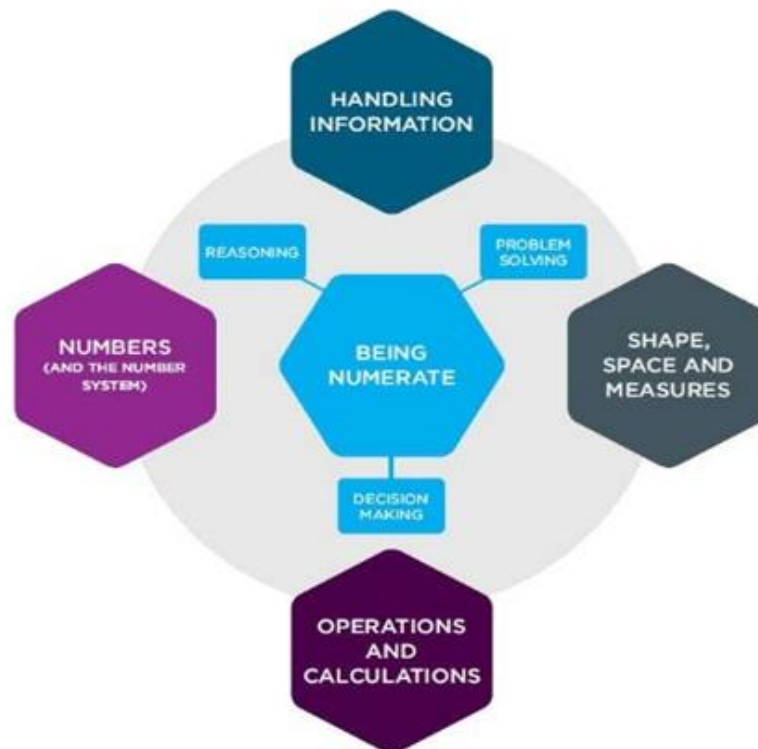 HANDLING
INFORMATION
REASONING
PROBLEM
SOLVING
NUMBERS
(AND THE NUMBER
SYSTEM)
BEING
NUMERATE
SHAPE,
SPACE AND
MEASURES
DECISION
MAKING
OPERATIONS
AND
CALCULATIONS